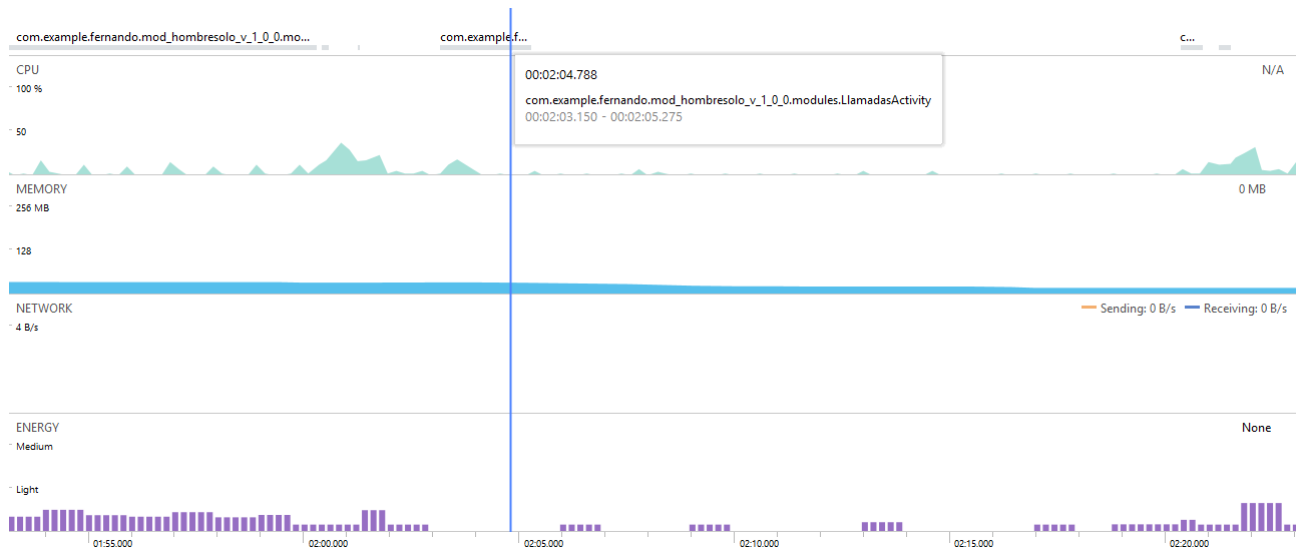 com.example.fernando.mod_hombresolo_v_1_0_0.mo...
com.example.f...
c...
CPU
N/A
100 %
50
00:02:04.788
com.example.fernando.mod_hombresolo_v_1_0_0.modules.LlamadasActivity
00:02:03.150 - 00:02:05.275
MEMORY
0 MB
256 MB
128
NETWORK
Sending: 0 B/s
Receiving: 0 B/s
4 B/s
ENERGY
None
Medium
Light
01:55.000
02:00.000
02:05.000
02:10.000
02:15.000
02:20.000